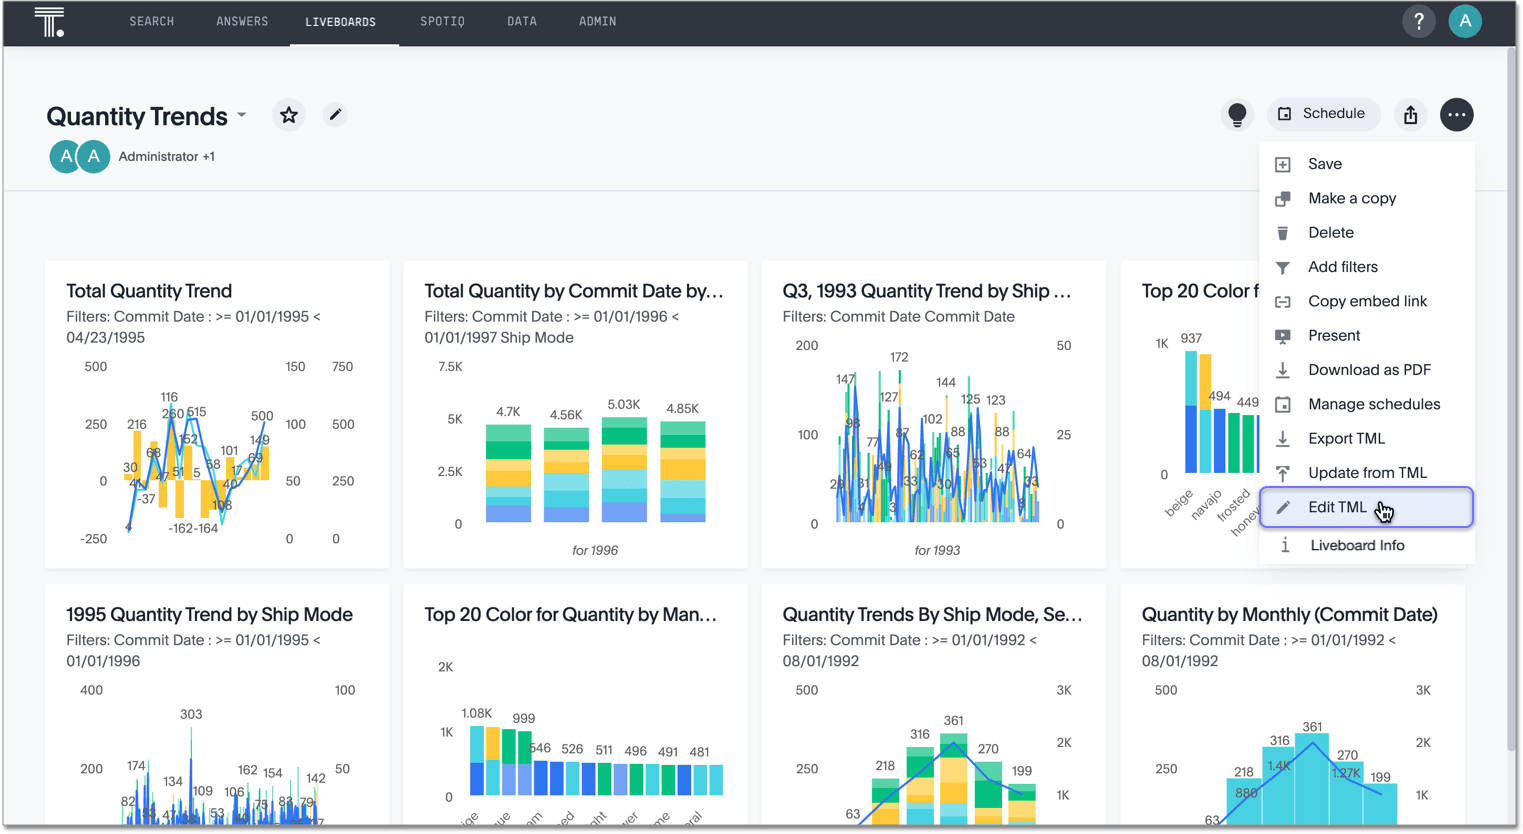 SEARCH ANSWERS LIVEBOARDS SPOTIQ DATA ADMIN ? A
Quantity Trends Schedule
A A Administrator +1
Save
Make a copy
Delete
Add filters
Copy embed link
Present
Download as PDF
Manage schedules
Export TML
Update from TML
Edit TML
Liveboard Info
Total Quantity Trend
Filters: Commit Date : >= 01/01/1995 <
04/23/1995
500 150 750
116
216 260 515 500
250 100 500
152 149
68 101
30 58 69
51 5 17
0 50 250
-37 47 40
108
4 -162 -164
-250 0 0
Total Quantity by Commit Date by...
Filters: Commit Date : >= 01/01/1996 <
01/01/1997 Ship Mode
7.5K
4.7K 4.56K 5.03K 4.85K
5K
2.5K
0
for 1996
Q3, 1993 Quantity Trend by Ship ...
Filters: Commit Date Commit Date
200 50
172
147 144
127 125 123
98 102
100 87 88 88 25
77
62 65 64
49 53 47
28 31 33 30 33
4 3
0 0
for 1993
Top 20 Color f
1K 937
494 449
0
beige navajo frosted
1995 Quantity Trend by Ship Mode
Filters: Commit Date : >= 01/01/1995 <
01/01/1996
400 100
303
200 174 134 162 154 142 50
82 109 106 83 79
53 47 53 75
Top 20 Color for Quantity by Man...
2K
1.08K 999
1K 546 526 511 496 491 481
0
Quantity Trends By Ship Mode, Se...
Filters: Commit Date : >= 01/01/1992 <
08/01/1992
500 3K
361
316
2K
270
250 218 199
1K
63
Quantity by Monthly (Commit Date)
Filters: Commit Date : >= 01/01/1992 <
08/01/1992
500 3K
361
316
2K
270
250 218 1.4K 1.27K 199
880 1K
63